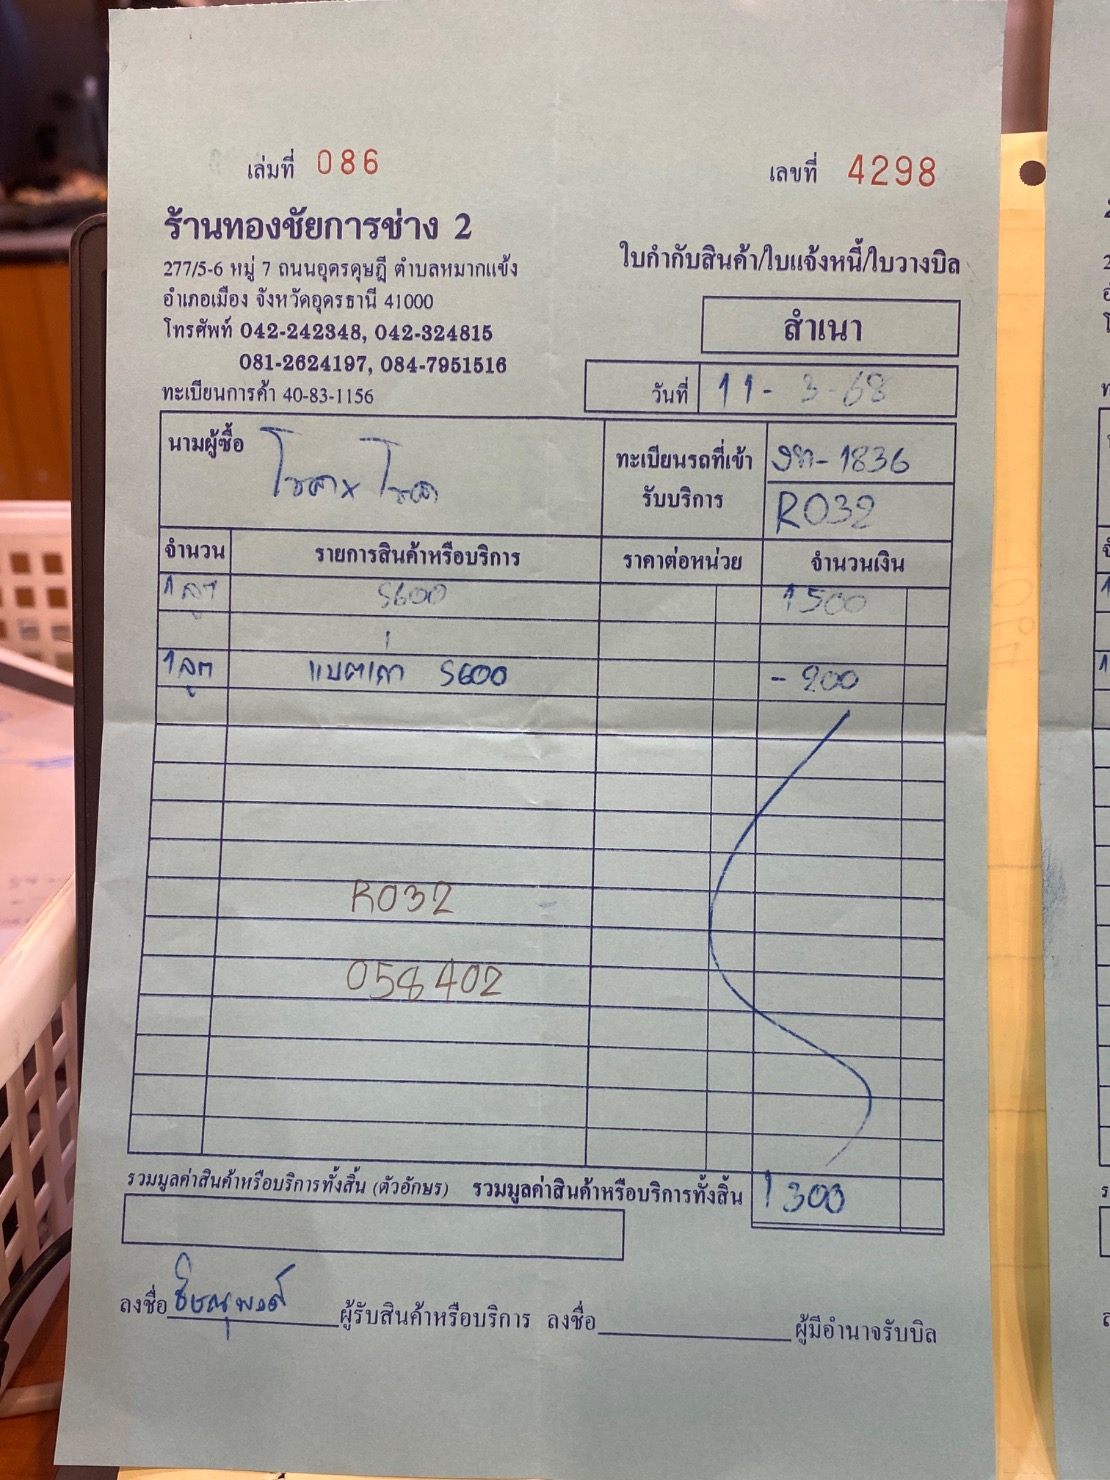 เล่มที่ 086
เลขที่ 4298
ร้านทองชัยการช่าง 2
277/5-6 หมู่ 7 ถนนอุดรดุษฎี ตำบลหมากแข้ง
อำเภอเมือง จังหวัดอุดรธานี 41000
โทรศัพท์ 042-242348, 042-324815
081-2624197, 084-7951516
ทะเบียนการค้า 40-83-1156
ใบกำกับสินค้า/ใบแจ้งหนี้/ใบวางบิล
สำเนา
วันที่ 11-3-68
นามผู้ซื้อ
ทะเบียนรถที่เข้ารับบริการ -1836
R032
จำนวน รายการสินค้าหรือบริการ ราคาต่อหน่วย จำนวนเงิน
1 ลูก S600 1500
1 ลูก แบตเก่า S600 -200
R032
058402
รวมมูลค่าสินค้าหรือบริการทั้งสิ้น (ตัวอักษร) รวมมูลค่าสินค้าหรือบริการทั้งสิ้น 1300
ลงชื่อ ผู้รับสินค้าหรือบริการ ลงชื่อ ผู้มีอำนาจรับบิล